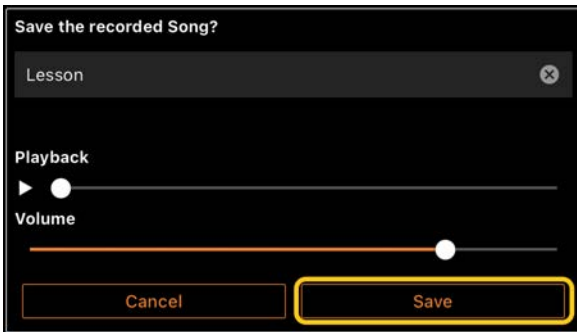 Save the recorded Song?
Lesson
Playback
Volume
Cancel Save